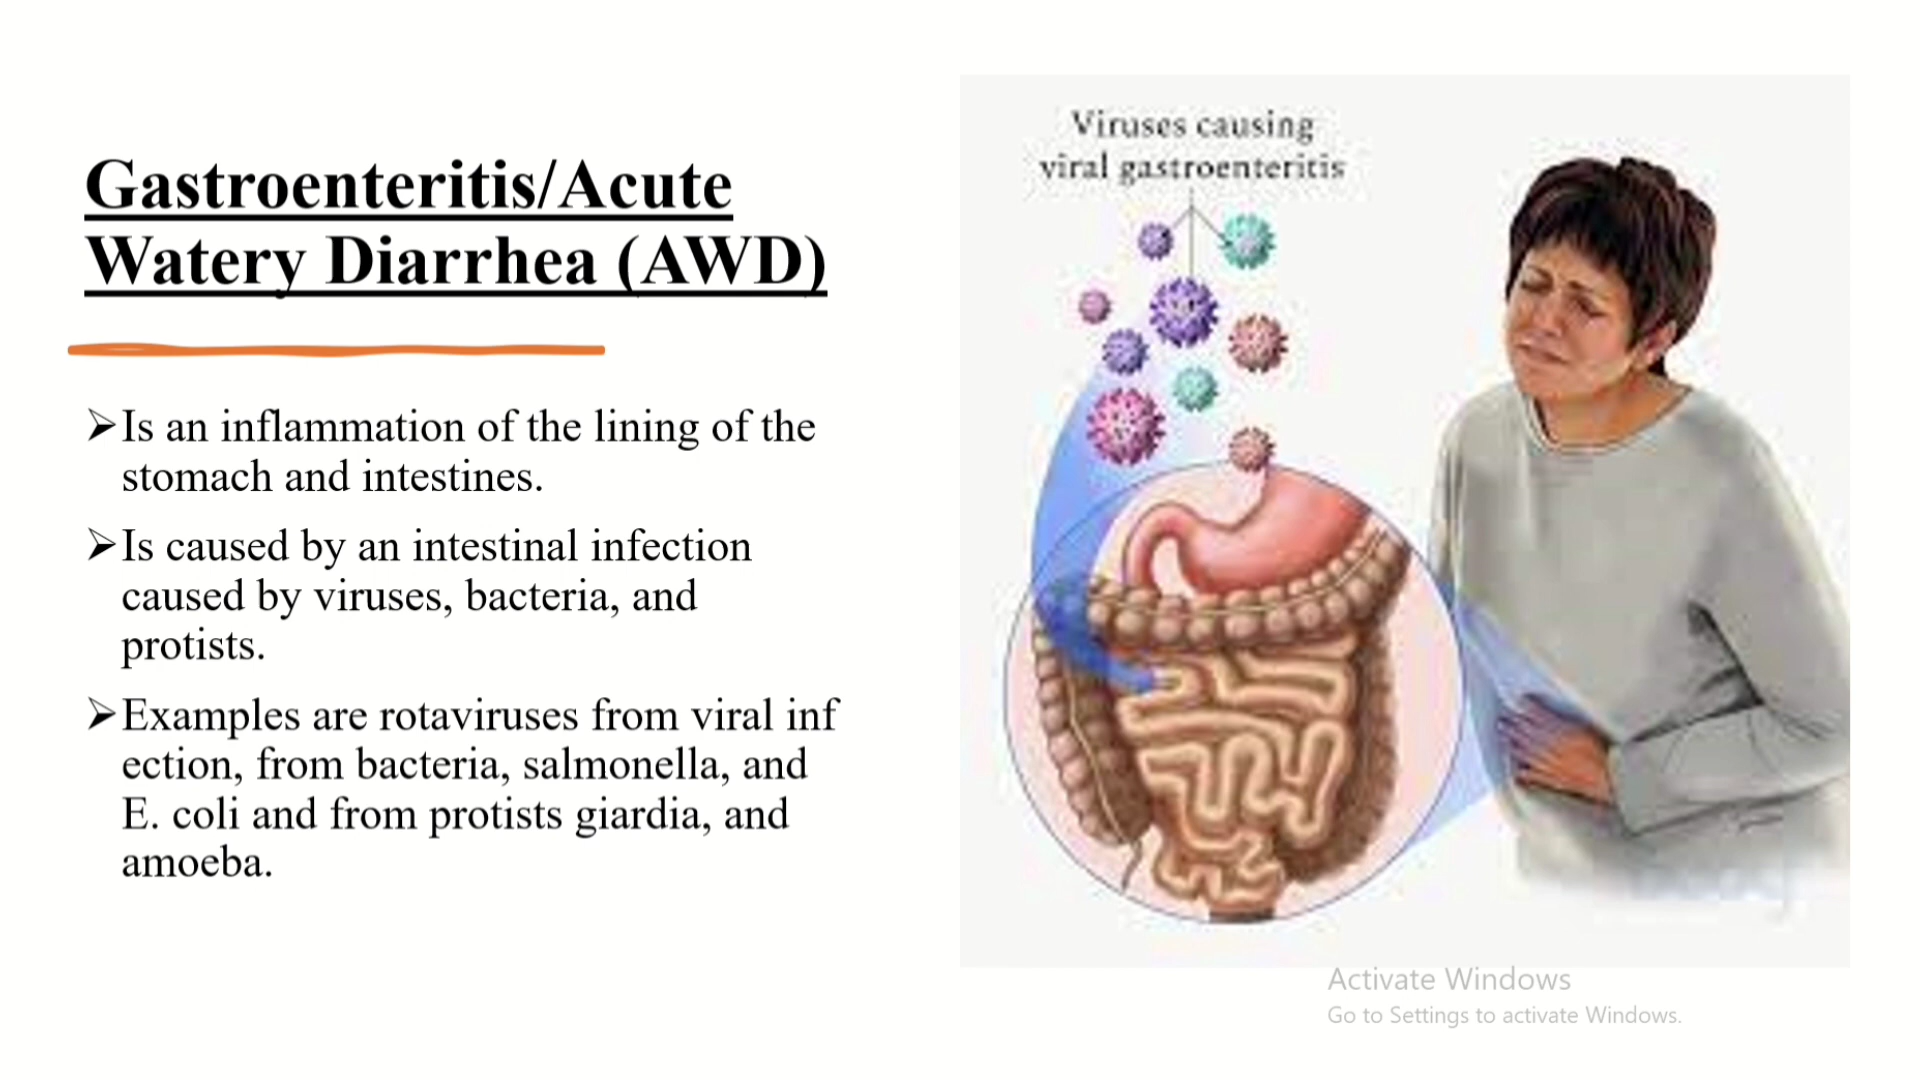 Gastroenteritis/Acute
Watery Diarrhea (AWD)
➢Is an inflammation of the lining of the
stomach and intestines.
➢Is caused by an intestinal infection
caused by viruses, bacteria, and
protists.
➢Examples are rotaviruses from viral inf
ection, from bacteria, salmonella, and
E. coli and from protists giardia, and
amoeba.
Viruses causing
viral gastroenteritis
Activate Windows
Go to Settings to activate Windows.